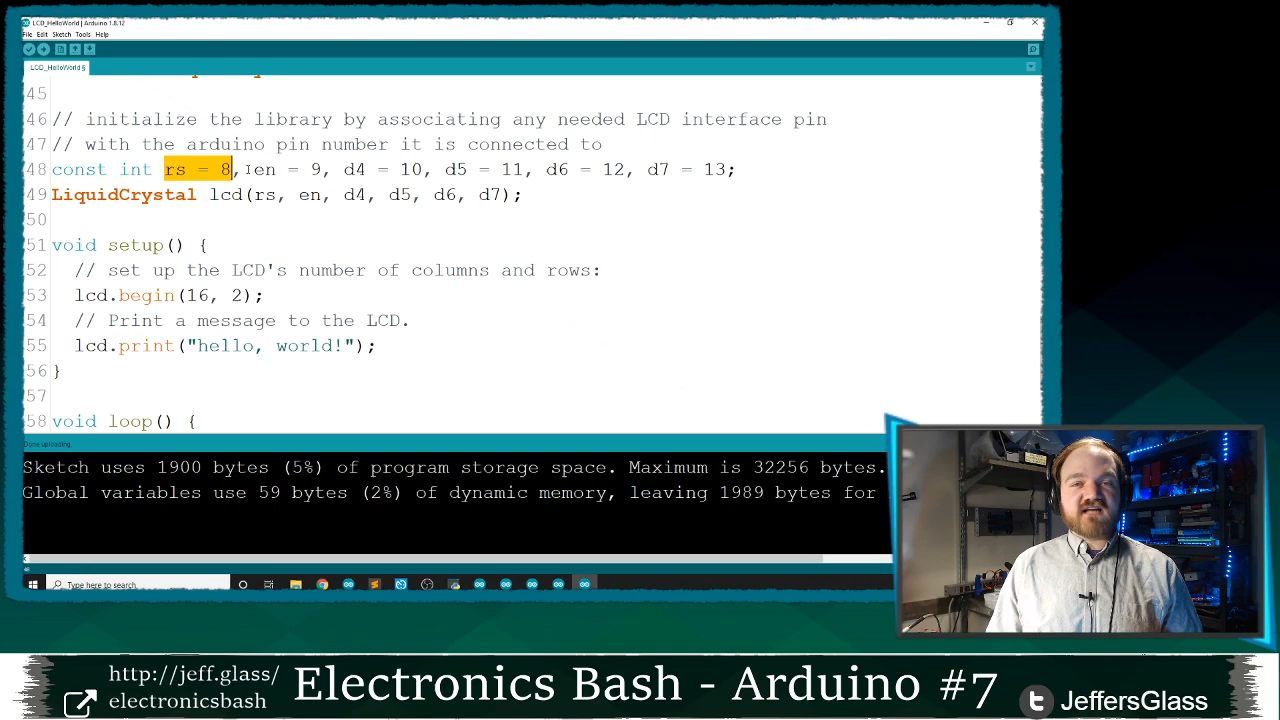 LCD_HelloWorld | Arduino 1.8.12
File Edit Sketch Tools Help
LCD_HelloWorld §
45
46 // initialize the library by associating any needed LCD interface pin
47 // with the arduino pin number it is connected to
48 const int rs = 8, en = 9, d4 = 10, d5 = 11, d6 = 12, d7 = 13;
49 LiquidCrystal lcd(rs, en, d4, d5, d6, d7);
50
51 void setup() {
52 // set up the LCD's number of columns and rows:
53 lcd.begin(16, 2);
54 // Print a message to the LCD.
55 lcd.print("hello, world!");
56 }
57
58 void loop() {
Done uploading.
Sketch uses 1900 bytes (5%) of program storage space. Maximum is 32256 bytes.
Global variables use 59 bytes (2%) of dynamic memory, leaving 1989 bytes for
Type here to search
http://jeff.glass/
electronicsbash
Electronics Bash - Arduino #7
JeffersGlass